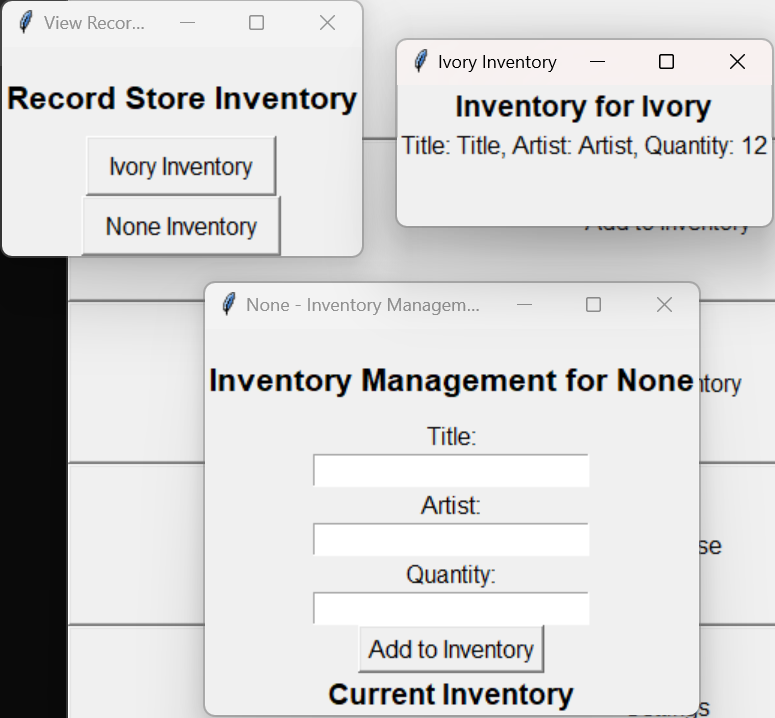 View Recor...
Record Store Inventory
Ivory Inventory
None Inventory
Ivory Inventory
Inventory for Ivory
Title: Title, Artist: Artist, Quantity: 12
Add to Inventory
None - Inventory Managem...
Inventory Management for None
Title:
Artist:
Quantity:
Add to Inventory
Current Inventory
ntory
se